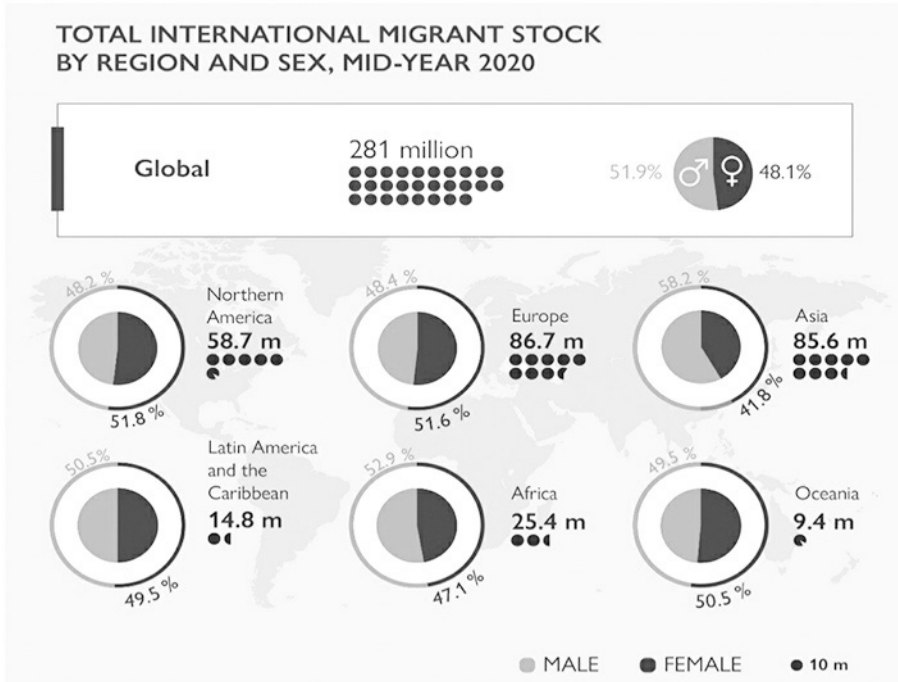 TOTAL INTERNATIONAL MIGRANT STOCK
BY REGION AND SEX, MID-YEAR 2020
Global
281 million
51.9%
48.1%
48.2 %
Northern
America
58.7 m
51.8 %
48.4 %
Europe
86.7 m
51.6 %
58.2 %
Asia
85.6 m
41.8 %
50.5%
Latin America
and the
Caribbean
14.8 m
49.5 %
52.9 %
Africa
25.4 m
47.1 %
49.5 %
Oceania
9.4 m
50.5 %
MALE
FEMALE
10 m